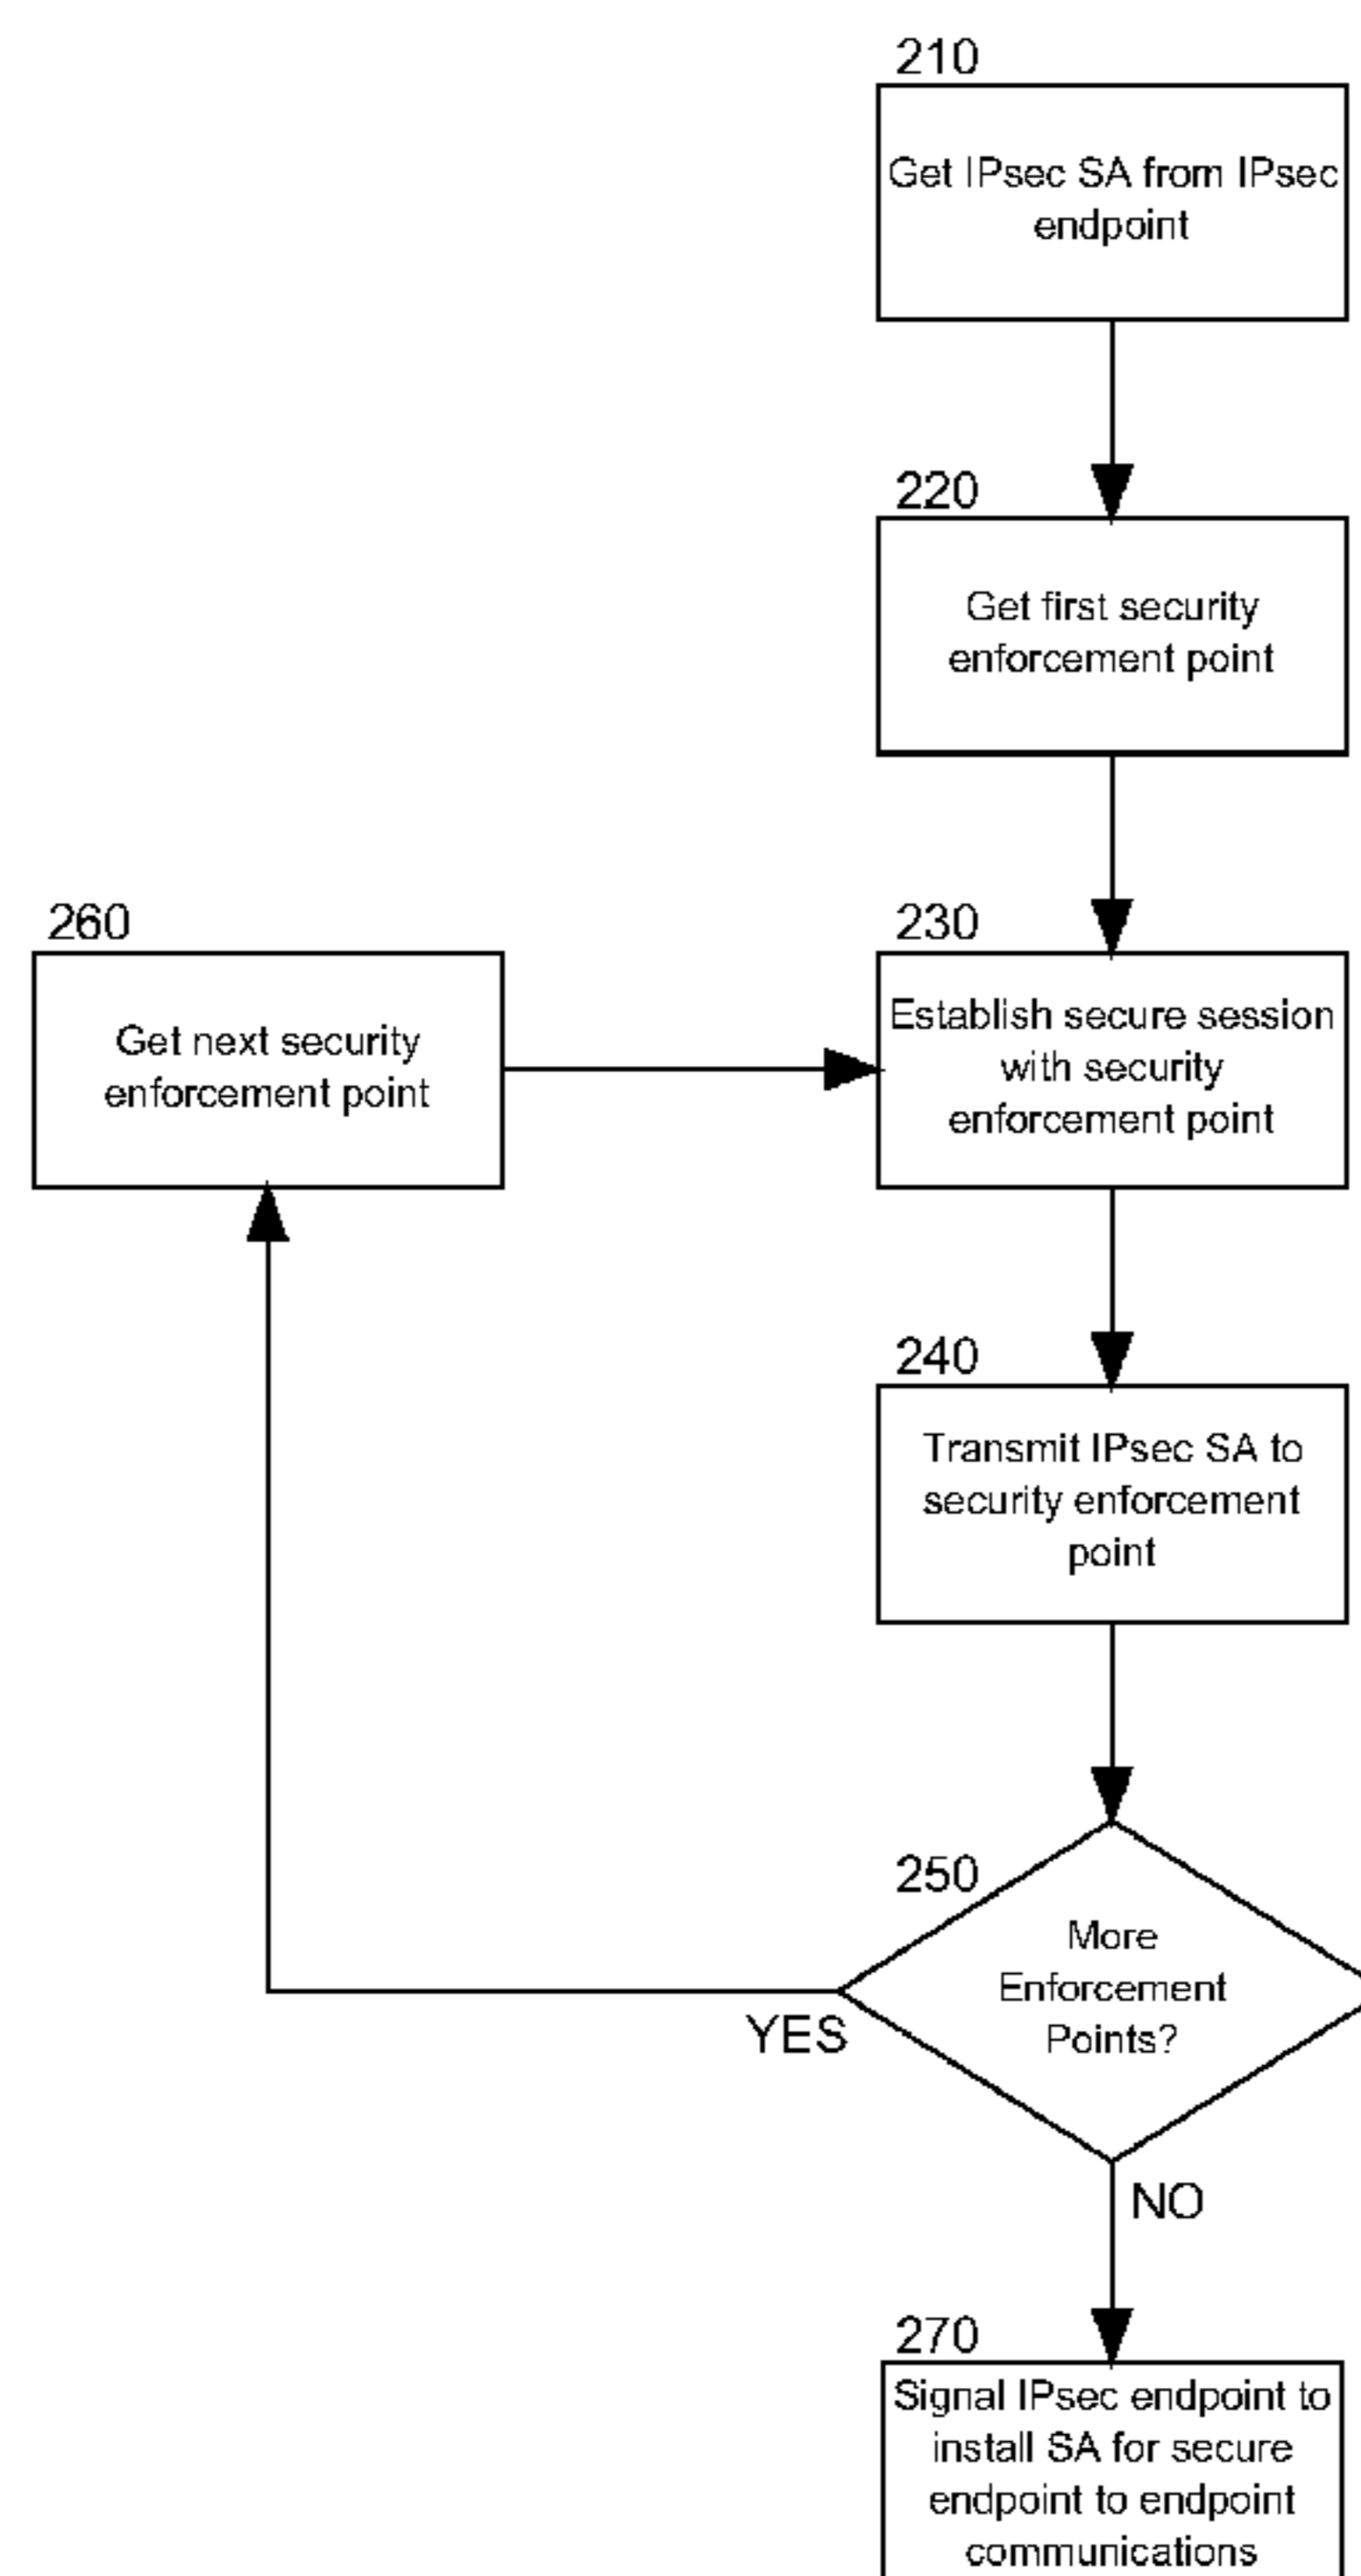 210
Get IPsec SA from IPsec
endpoint
220
Get first security
enforcement point
260
Get next security
enforcement point
230
Establish secure session
with security
enforcement point
240
Transmit IPsec SA to
security enforcement
point
250
More
Enforcement
Points?
YES
NO
270
Signal IPsec endpoint to
install SA for secure
endpoint to endpoint
communications